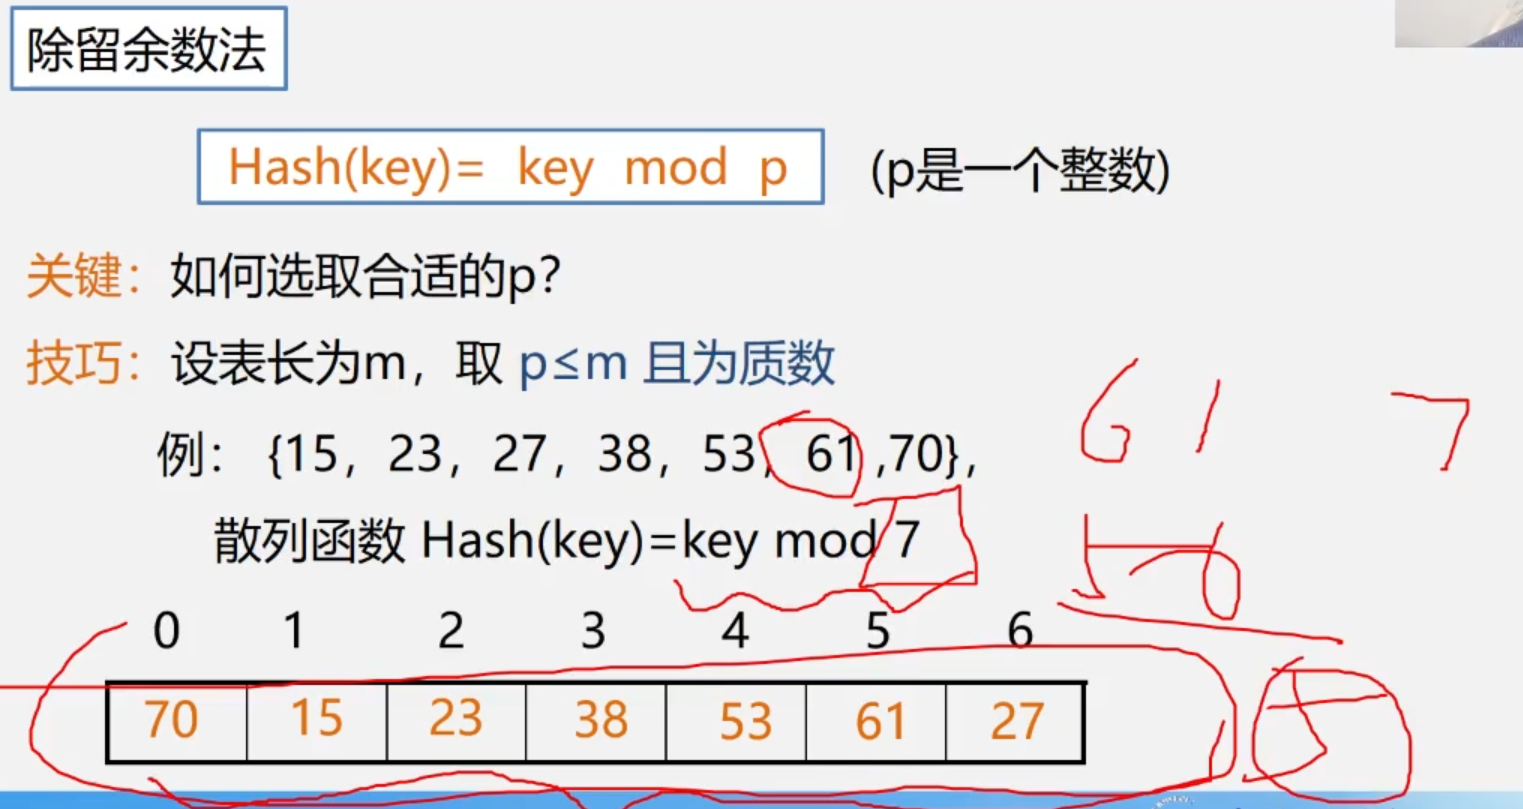 除留余数法
Hash(key)= key mod p (p是一个整数)
关键：如何选取合适的p?
技巧：设表长为m，取 p≤m 且为质数
例： {15，23，27，38，53，61 ,70}，
61 7
散列函数 Hash(key)=key mod 7
0 1 2 3 4 5 6
70 15 23 38 53 61 27
5